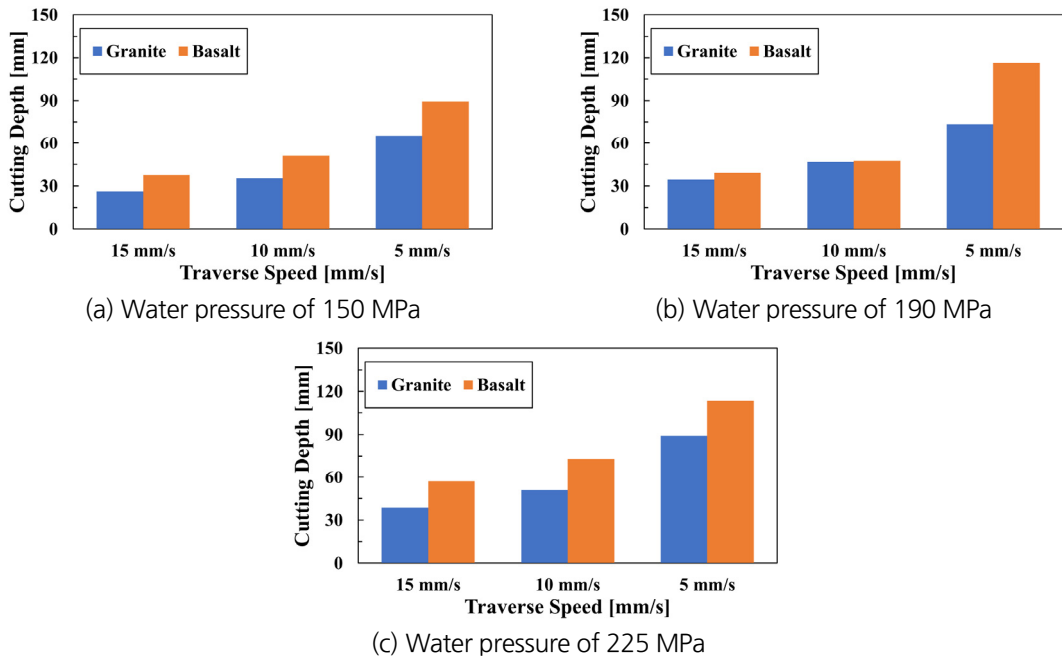 150
120
90
60
30
0
Cutting Depth [mm]
Granite Basalt
15 mm/s 10 mm/s 5 mm/s
Traverse Speed [mm/s]
(a) Water pressure of 150 MPa
150
120
90
60
30
0
Cutting Depth [mm]
Granite Basalt
15 mm/s 10 mm/s 5 mm/s
Traverse Speed [mm/s]
(b) Water pressure of 190 MPa
150
120
90
60
30
0
Cutting Depth [mm]
Granite Basalt
15 mm/s 10 mm/s 5 mm/s
Traverse Speed [mm/s]
(c) Water pressure of 225 MPa